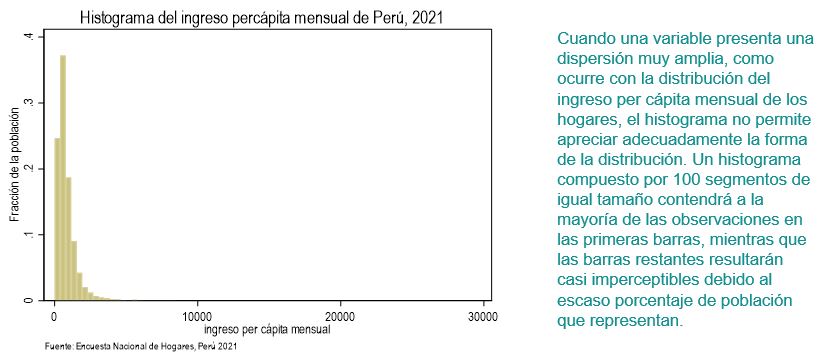 Histograma del ingreso percápita mensual de Perú, 2021
.4
.3
.2
.1
0
Fracción de la población
0
10000
20000
30000
ingreso per cápita mensual
Fuente: Encuesta Nacional de Hogares, Perú 2021
Cuando una variable presenta una
dispersión muy amplia, como
ocurre con la distribución del
ingreso per cápita mensual de los
hogares, el histograma no permite
apreciar adecuadamente la forma
de la distribución. Un histograma
compuesto por 100 segmentos de
igual tamaño contendrá a la
mayoría de las observaciones en
las primeras barras, mientras que
las barras restantes resultarán
casi imperceptibles debido al
escaso porcentaje de población
que representan.